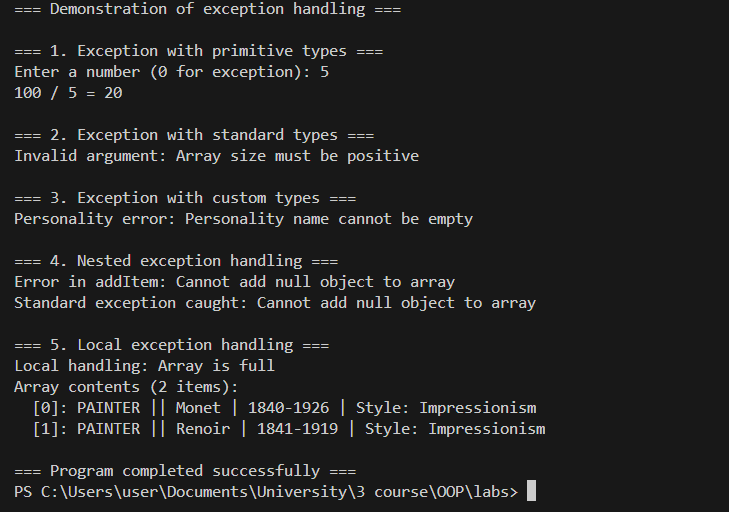 === Demonstration of exception handling ===
=== 1. Exception with primitive types ===
Enter a number (0 for exception): 5
100 / 5 = 20
=== 2. Exception with standard types ===
Invalid argument: Array size must be positive
=== 3. Exception with custom types ===
Personality error: Personality name cannot be empty
=== 4. Nested exception handling ===
Error in addItem: Cannot add null object to array
Standard exception caught: Cannot add null object to array
=== 5. Local exception handling ===
Local handling: Array is full
Array contents (2 items):
  [0]: PAINTER || Monet | 1840-1926 | Style: Impressionism
  [1]: PAINTER || Renoir | 1841-1919 | Style: Impressionism
=== Program completed successfully ===
PS C:\Users\user\Documents\University\3 course\OOP\labs>